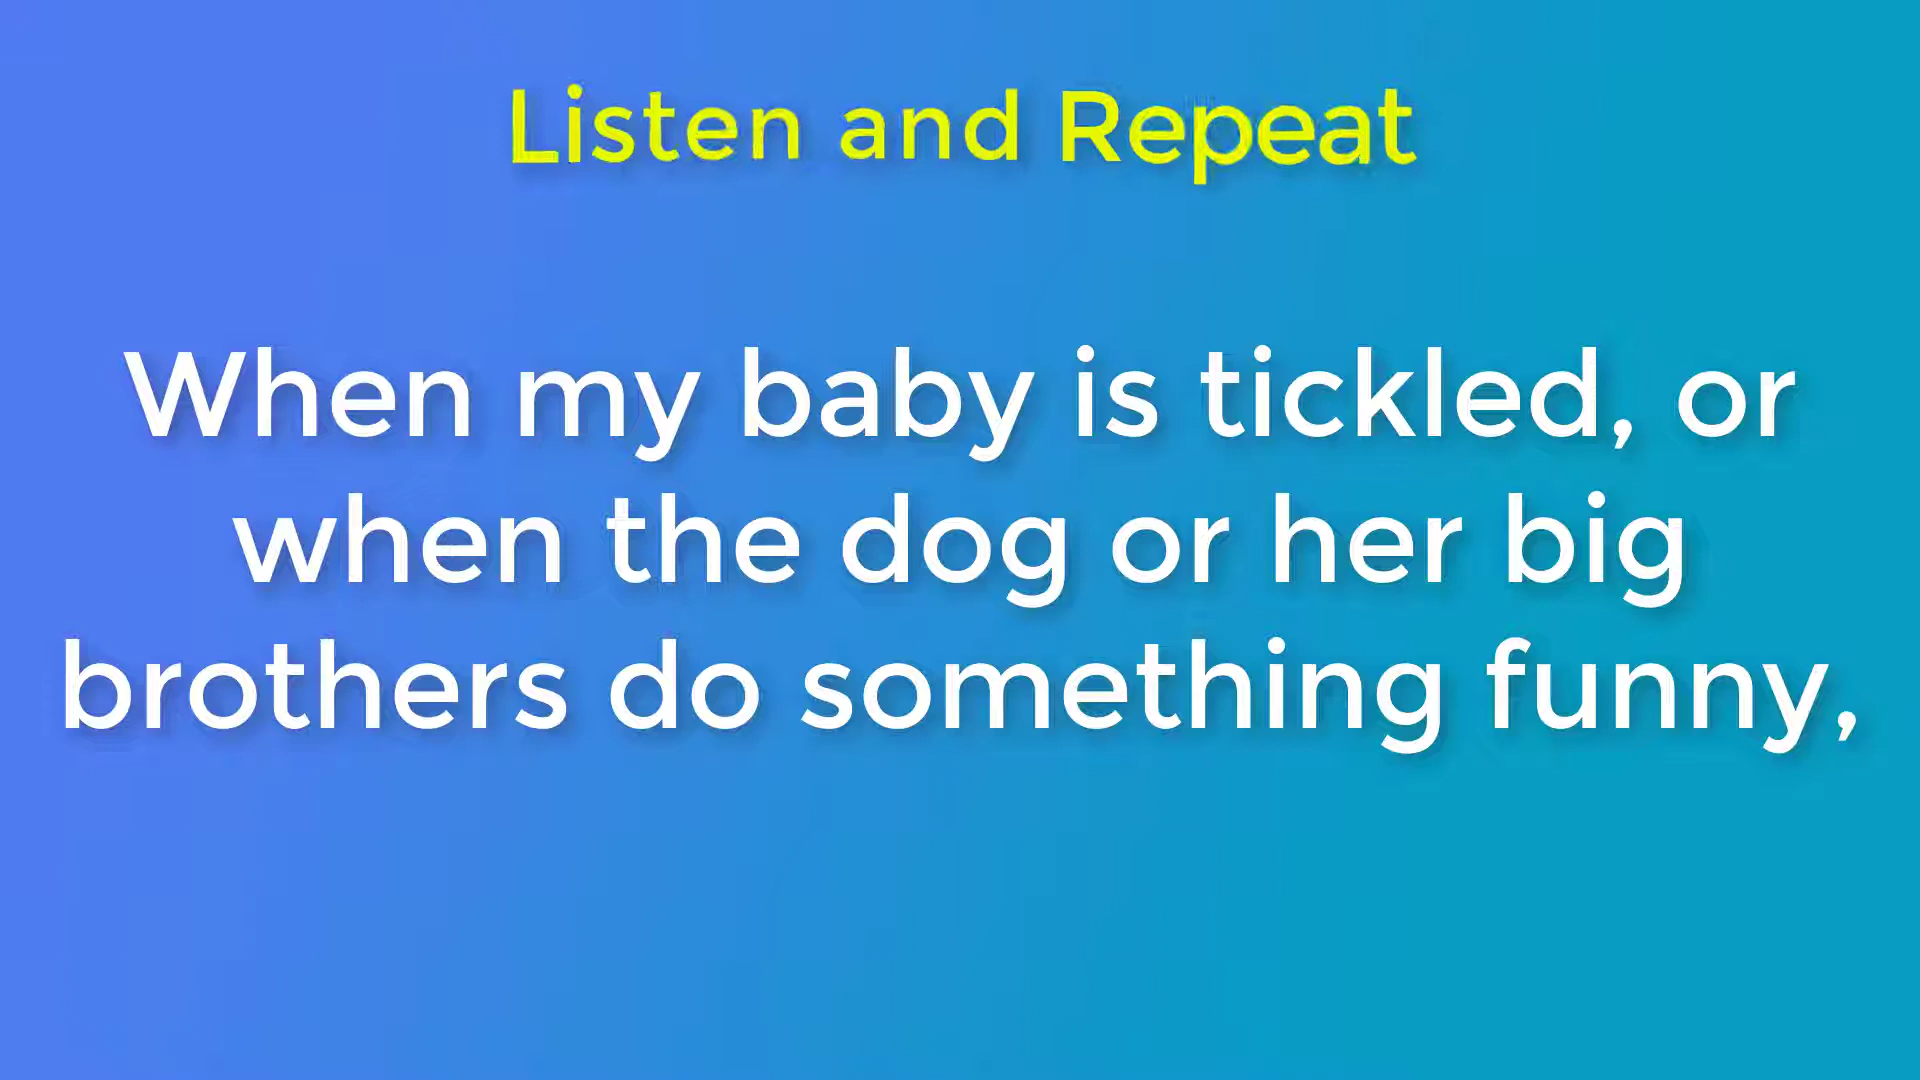 Listen and Repeat
When my baby is tickled, or
when the dog or her big
brothers do something funny,